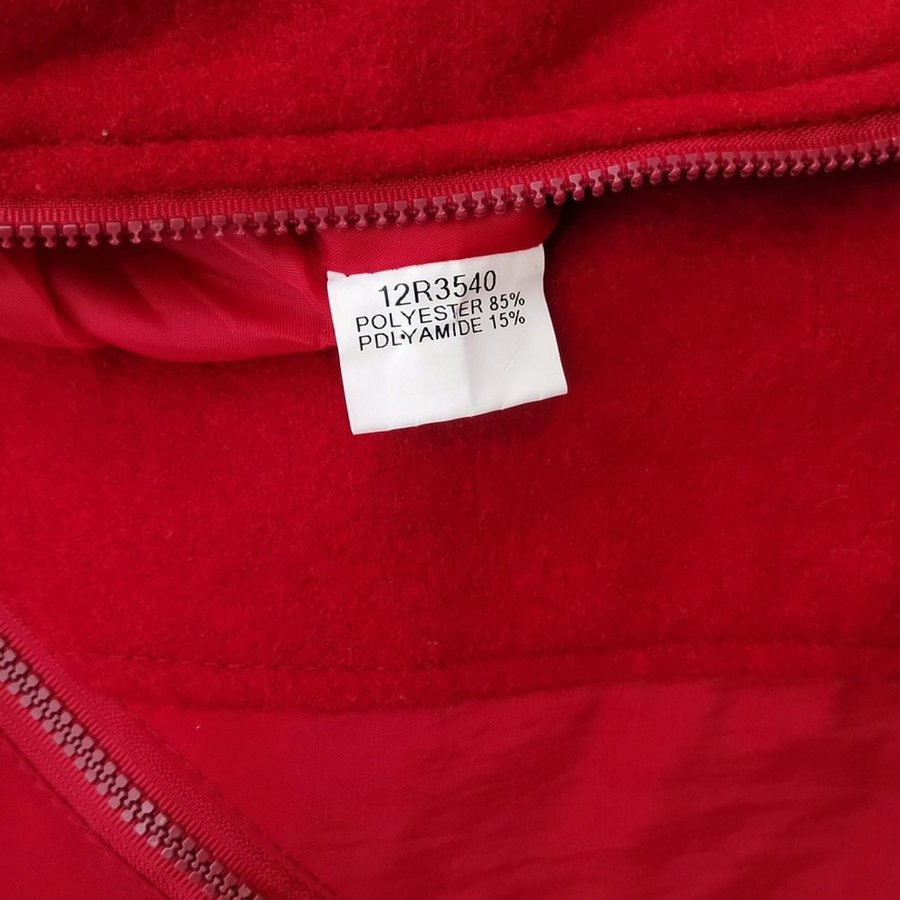 12R3540
POLYESTER 85%
PDLYAMIDE 15%